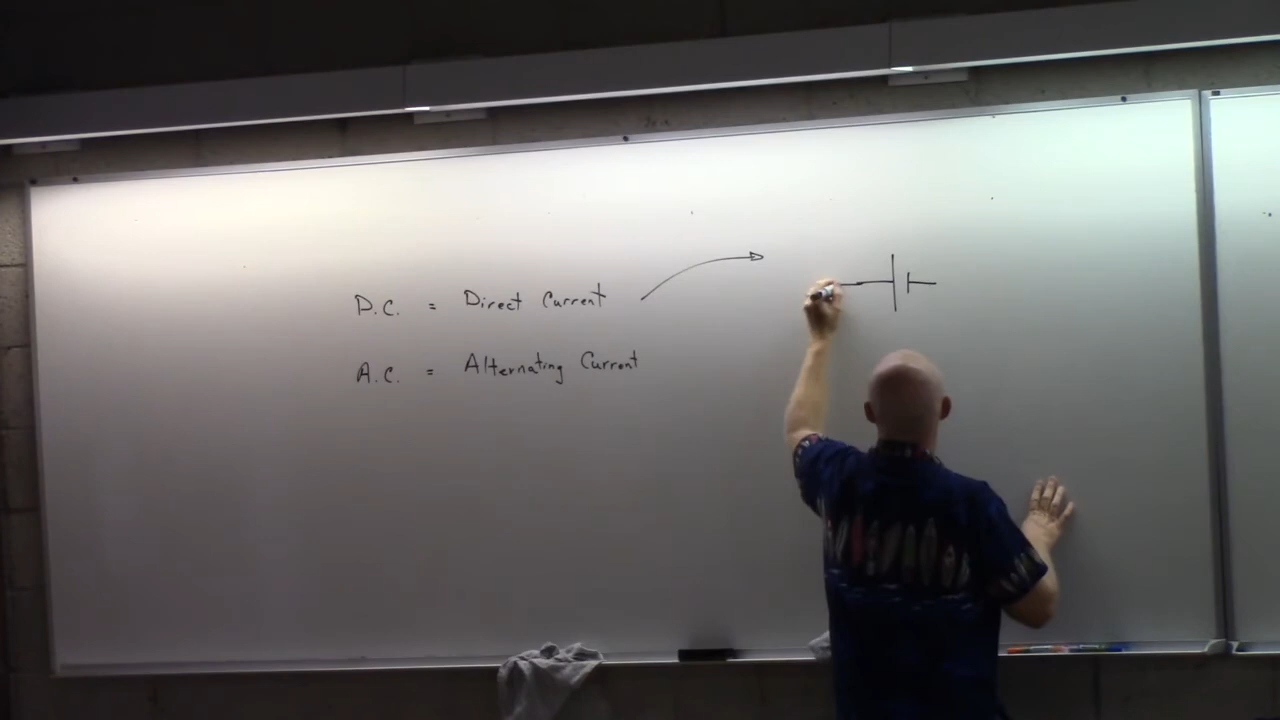 D.C. = Direct Current
A.C. = Alternating Current